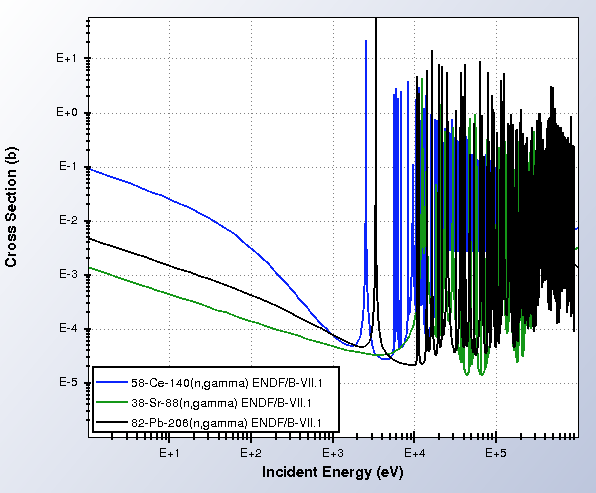 E+1
E+0
E-1
E-2
E-3
E-4
E-5
Cross Section (b)
58-Ce-140(n,gamma) ENDF/B-VII.1
38-Sr-88(n,gamma) ENDF/B-VII.1
82-Pb-206(n,gamma) ENDF/B-VII.1
E+1 E+2 E+3 E+4 E+5
Incident Energy (eV)